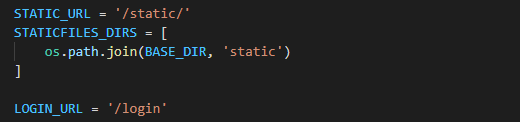 STATIC_URL = '/static/'
STATICFILES_DIRS = [
    os.path.join(BASE_DIR, 'static')
]
LOGIN_URL = '/login'